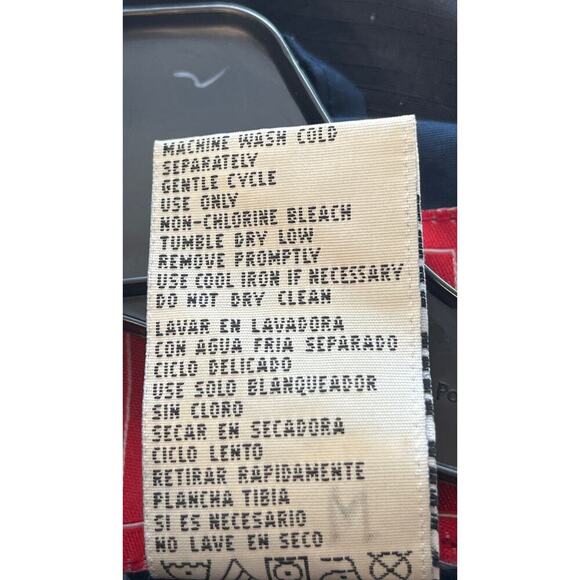 MACHINE WASH COLD
SEPARATELY
GENTLE CYCLE
USE ONLY
NON-CHLORINE BLEACH
TUMBLE DRY LOW
REMOVE PROMPTLY
USE COOL IRON IF NECESSARY
DO NOT DRY CLEAN
LAVAR EN LAVADORA
CON AGUA FRIA SEPARADO
CICLO DELICADO
USE SOLO BLANQUEADOR
SIN CLORO
SECAR EN SECADORA
CICLO LENTO
RETIRAR RAPIDAMENTE
PLANCHA TIBIA
SI ES NECESARIO
NO LAVE EN SECO
M
Po